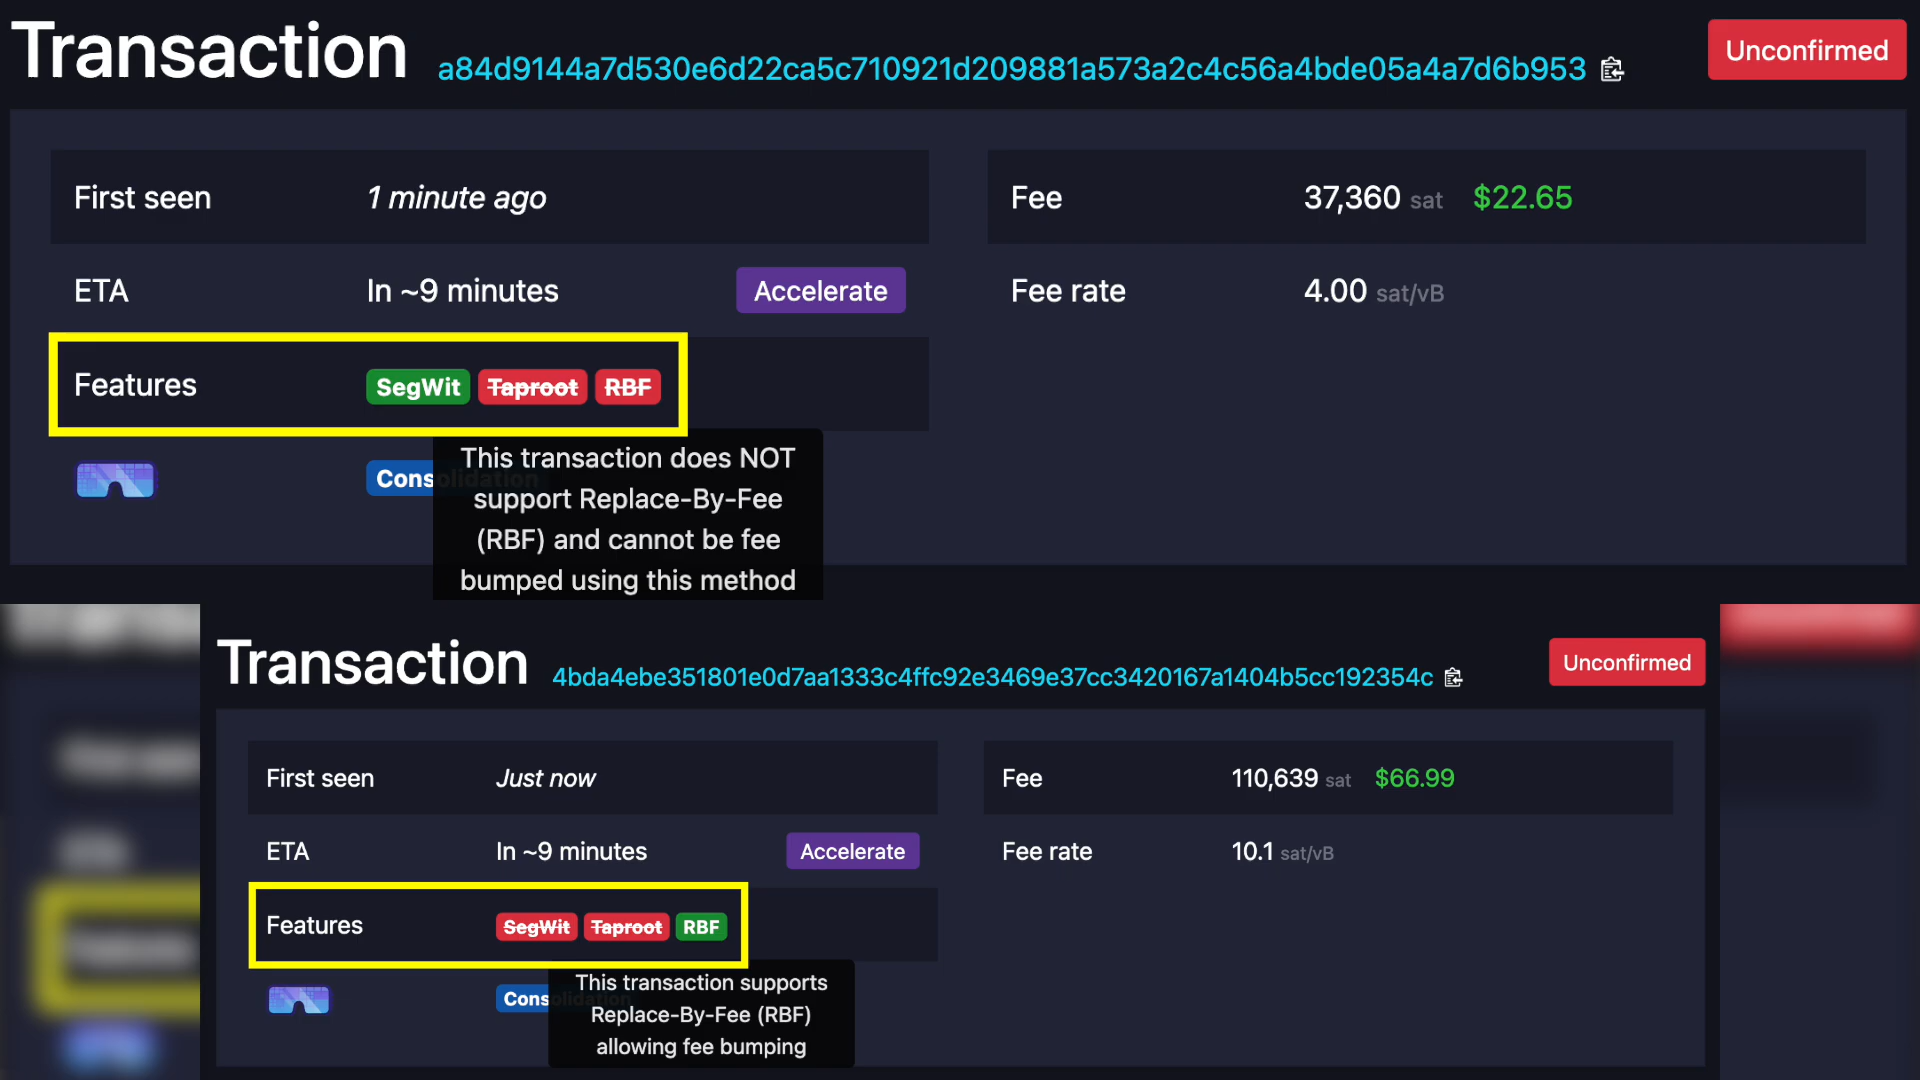 Transaction a84d9144a7d530e6d22ca5c710921d209881a573a2c4c56a4bde05a4a7d6b953 Unconfirmed
First seen 1 minute ago
Fee 37,360 sat $22.65
ETA In ~9 minutes Accelerate
Fee rate 4.00 sat/vB
Features SegWit Taproot RBF
Consolidation
This transaction does NOT
support Replace-By-Fee
(RBF) and cannot be fee
bumped using this method
Transaction 4bda4ebe351801e0d7aa1333c4ffc92e3469e37cc3420167a1404b5cc192354c Unconfirmed
First seen Just now
Fee 110,639 sat $66.99
ETA In ~9 minutes Accelerate
Fee rate 10.1 sat/vB
Features SegWit Taproot RBF
Consolidation
This transaction supports
Replace-By-Fee (RBF)
allowing fee bumping